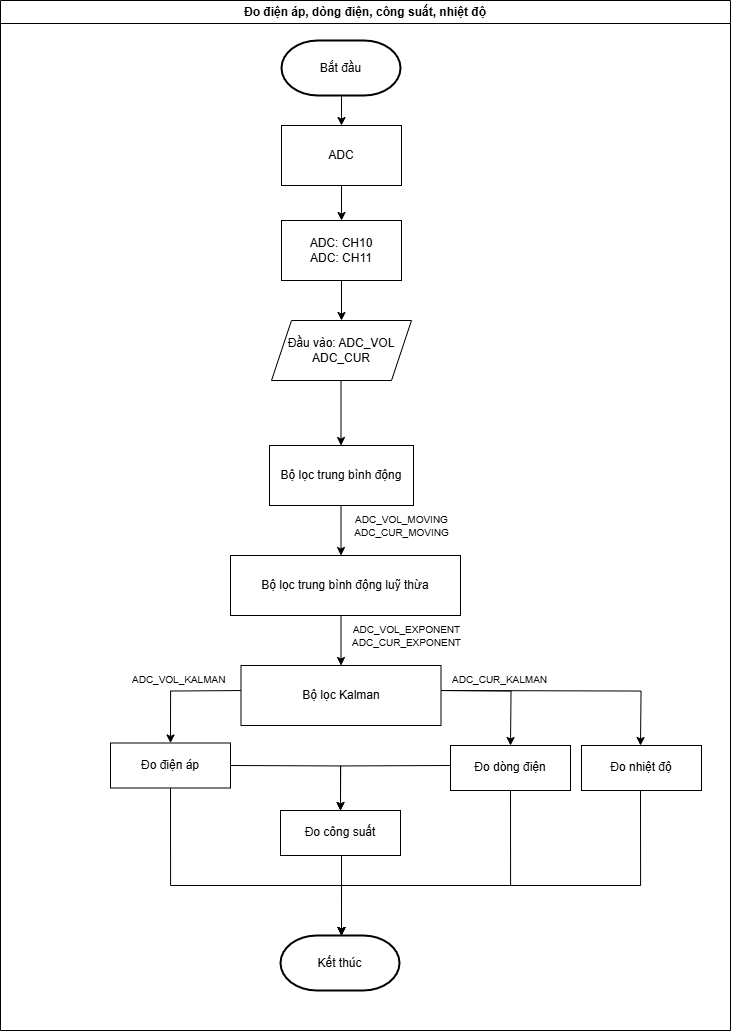 Đo điện áp, dòng điện, công suất, nhiệt độ
Bắt đầu
ADC
ADC: CH10
ADC: CH11
Đầu vào: ADC_VOL
ADC_CUR
Bộ lọc trung bình động
ADC_VOL_MOVING
ADC_CUR_MOVING
Bộ lọc trung bình động luỹ thừa
ADC_VOL_EXPONENT
ADC_CUR_EXPONENT
ADC_VOL_KALMAN
Bộ lọc Kalman
ADC_CUR_KALMAN
Đo điện áp
Đo dòng điện
Đo nhiệt độ
Đo công suất
Kết thúc